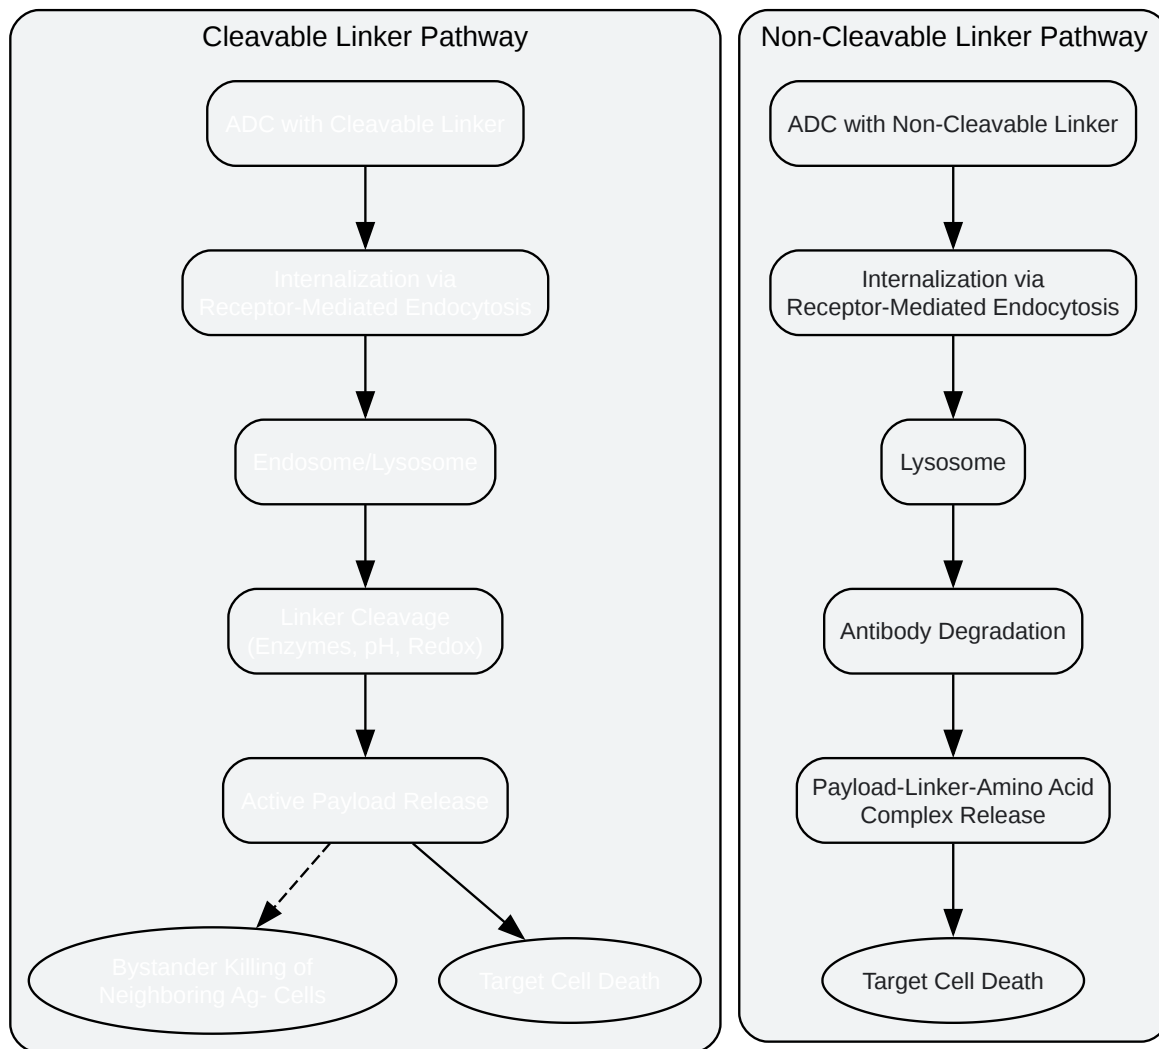 Cleavable Linker Pathway
ADC with Cleavable Linker
Internalization via
Receptor-Mediated Endocytosis
Endosome/Lysosome
Linker Cleavage
(Enzymes, pH, Redox)
Active Payload Release
Bystander Killing of
Neighboring Ag- Cells
Target Cell Death
Non-Cleavable Linker Pathway
ADC with Non-Cleavable Linker
Internalization via
Receptor-Mediated Endocytosis
Lysosome
Antibody Degradation
Payload-Linker-Amino Acid
Complex Release
Target Cell Death